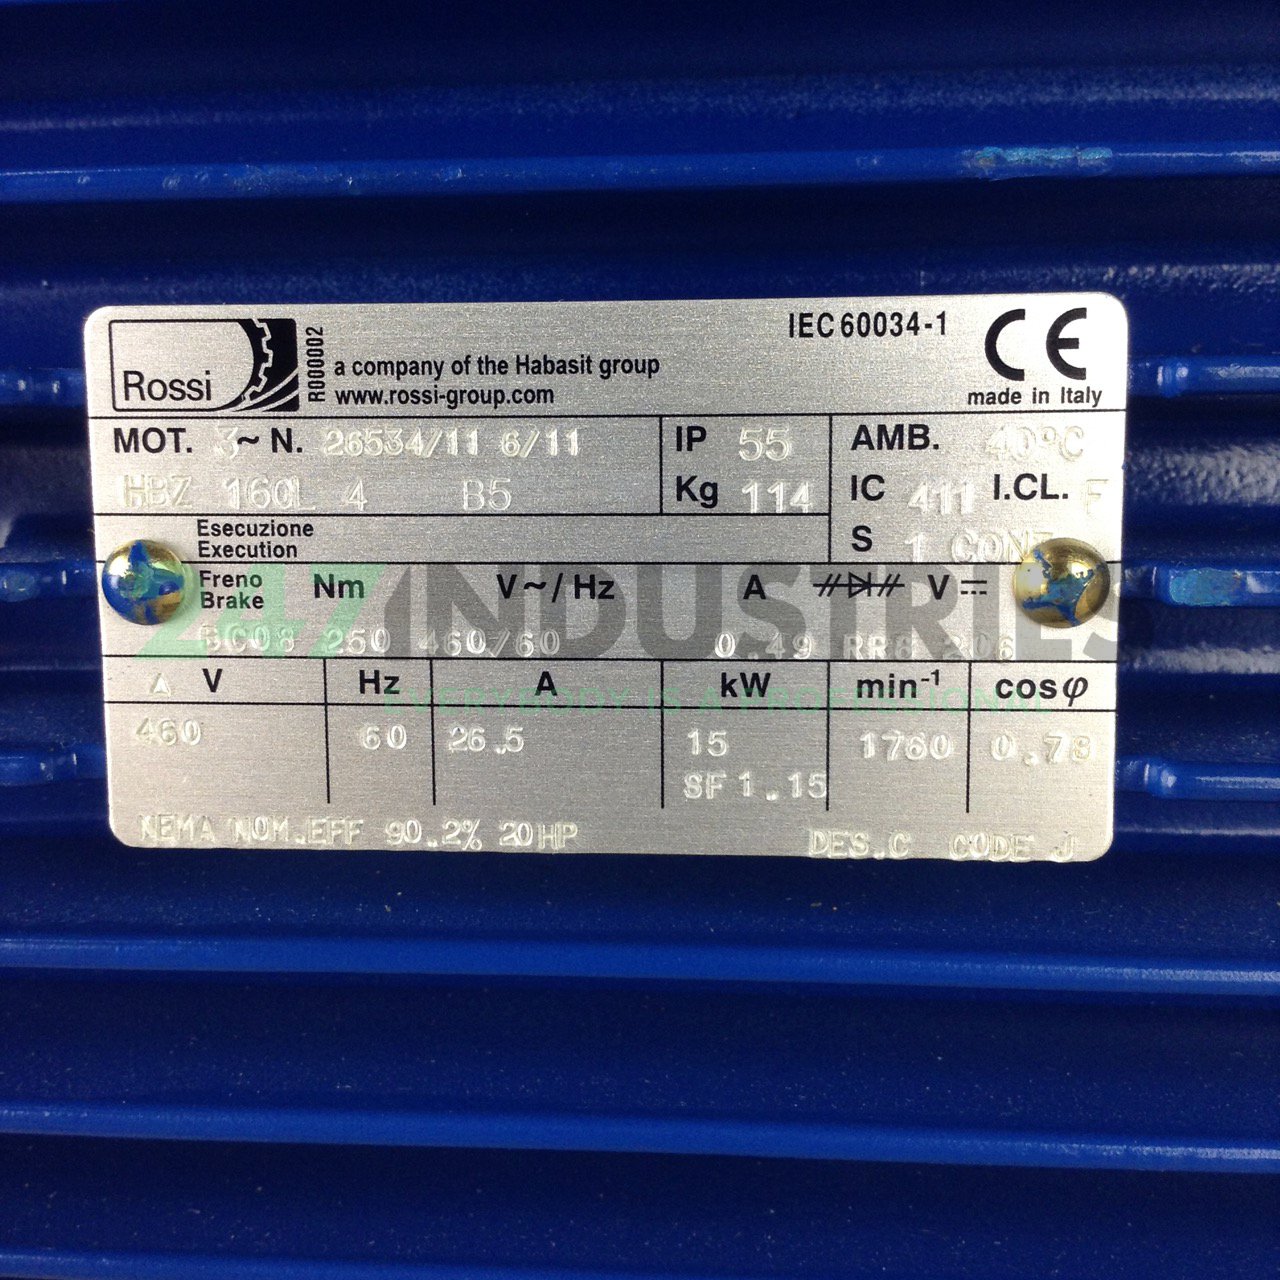 Rossi
R000002
a company of the Habasit group
www.rossi-group.com
IEC 60034-1 CE
made in Italy
MOT. 3~ N. 26534/11 6/11 IP 55 AMB. 40°C
HBZ 160L 4 B5 Kg 114 IC 411 I.CL. F
Esecuzione
Execution
S 1 CONT
Freno
Brake
Nm V~/Hz A V
BC08 250 460/60 0.49 RR8 206
247 INDUSTRIES
EVERYBODY IS A PROFESSIONAL
Δ V Hz A kW min-1 cosφ
460 60 26.5 15 1760 0.78
SF 1.15
NEMA NOM.EFF 90.2% 20HP DES.C CODE J